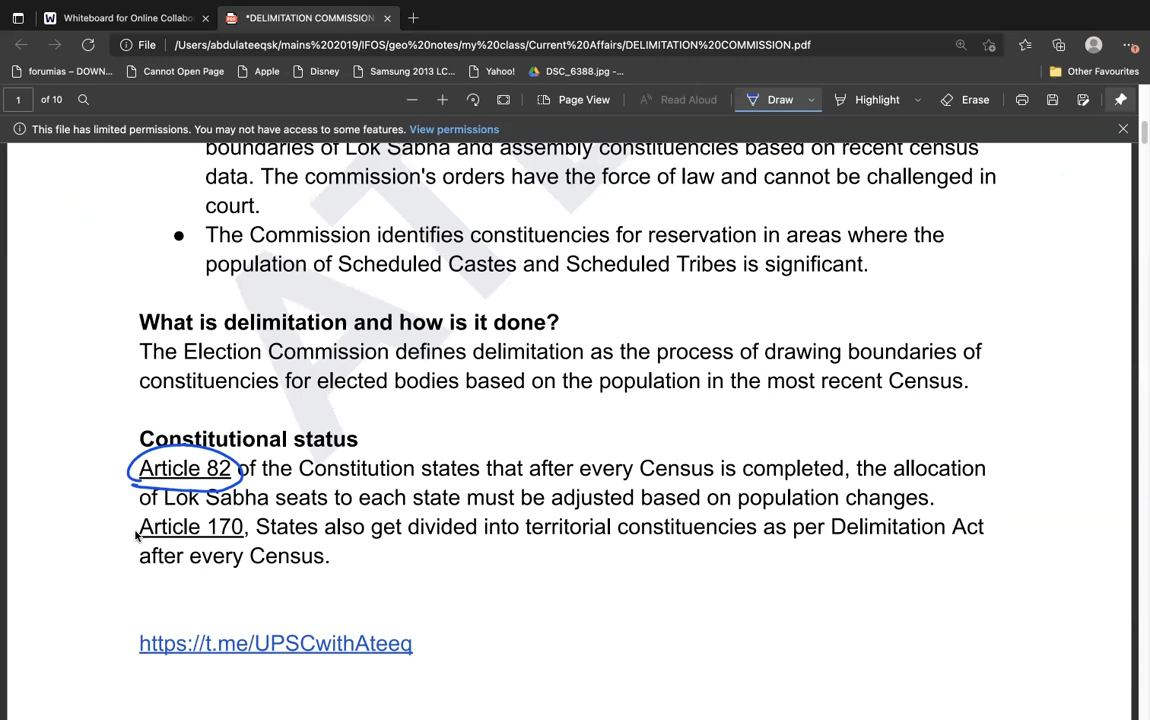 Whiteboard for Online Collabo
*DELIMITATION COMMISSION
File /Users/abdulateeqsk/mains%202019/IFOS/geo%20notes/my%20class/Current%20Affairs/DELIMITATION%20COMMISSION.pdf
forumias – DOWN... Cannot Open Page Apple Disney Samsung 2013 LC... Yahoo! DSC_6388.jpg -... Other Favourites
1 of 10 Page View Read Aloud Draw Highlight Erase
This file has limited permissions. You may not have access to some features. View permissions
boundaries of Lok Sabha and assembly constituencies based on recent census
data. The commission's orders have the force of law and cannot be challenged in
court.
● The Commission identifies constituencies for reservation in areas where the
population of Scheduled Castes and Scheduled Tribes is significant.
What is delimitation and how is it done?
The Election Commission defines delimitation as the process of drawing boundaries of
constituencies for elected bodies based on the population in the most recent Census.
Constitutional status
Article 82 of the Constitution states that after every Census is completed, the allocation
of Lok Sabha seats to each state must be adjusted based on population changes.
Article 170, States also get divided into territorial constituencies as per Delimitation Act
after every Census.
https://t.me/UPSCwithAteeq